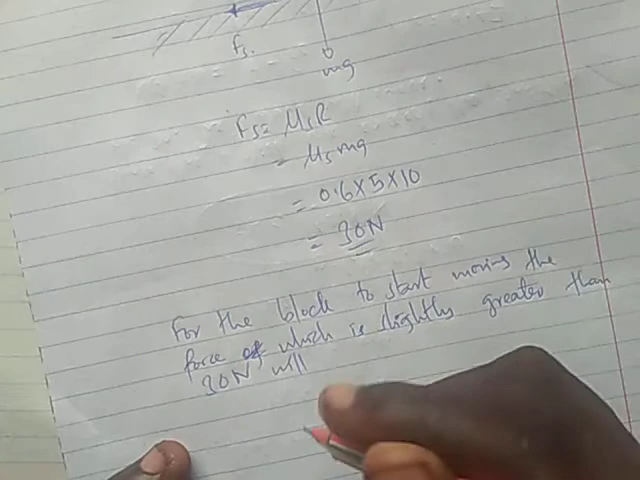 fs.
mg
Fs= μsR
= μsmg
= 0.6×5×10
= 30N
For the block to start moving the
force of which is slightly greater than
30N will